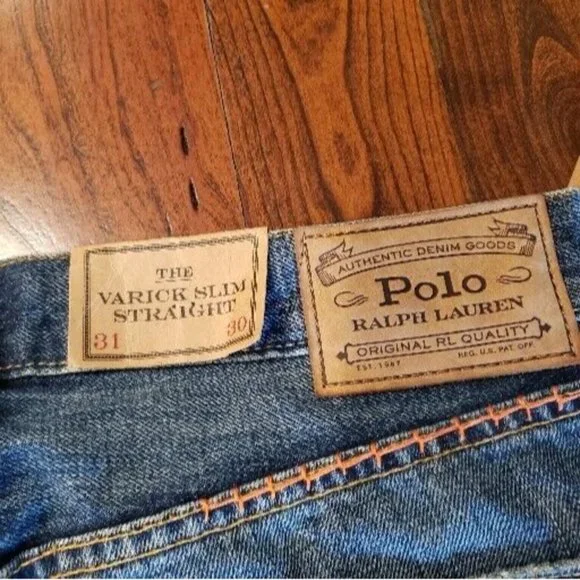 THE
VARICK SLIM
STRAIGHT
31 30
AUTHENTIC DENIM GOODS
Polo
RALPH LAUREN
ORIGINAL RL QUALITY
EST. 1967 REG. U.S. PAT. OFF.